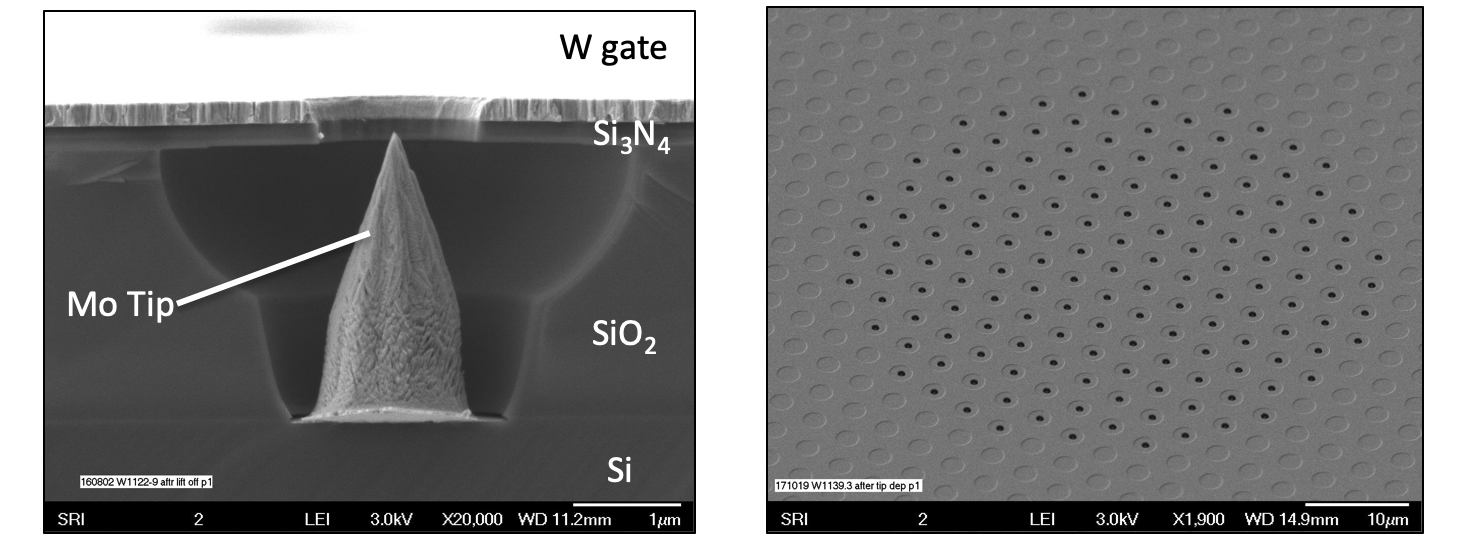 W gate
Si₃N₄
Mo Tip
SiO₂
Si
160802 W1122-9 aftr lift off p1
SRI 2 LEI 3.0kV X20,000 WD 11.2mm 1μm
171019 W1139.3 after tip dep p1
SRI 2 LEI 3.0kV X1,900 WD 14.9mm 10μm